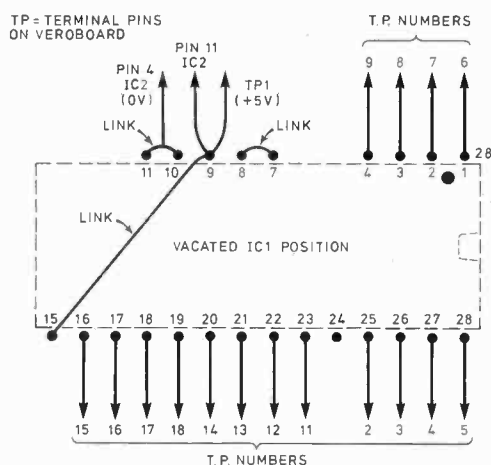 TP = TERMINAL PINS
ON VEROBOARD
T.P. NUMBERS
9 8 7 6
PIN 11
IC2
PIN 4
IC2
(0V)
TP1
(+5V)
LINK
LINK
11 10 9 8 7 4 3 2 1 28
LINK
VACATED IC1 POSITION
15 16 17 18 19 20 21 22 23 24 25 26 27 28
15 16 17 18 14 13 12 11 2 3 4 5
T.P. NUMBERS